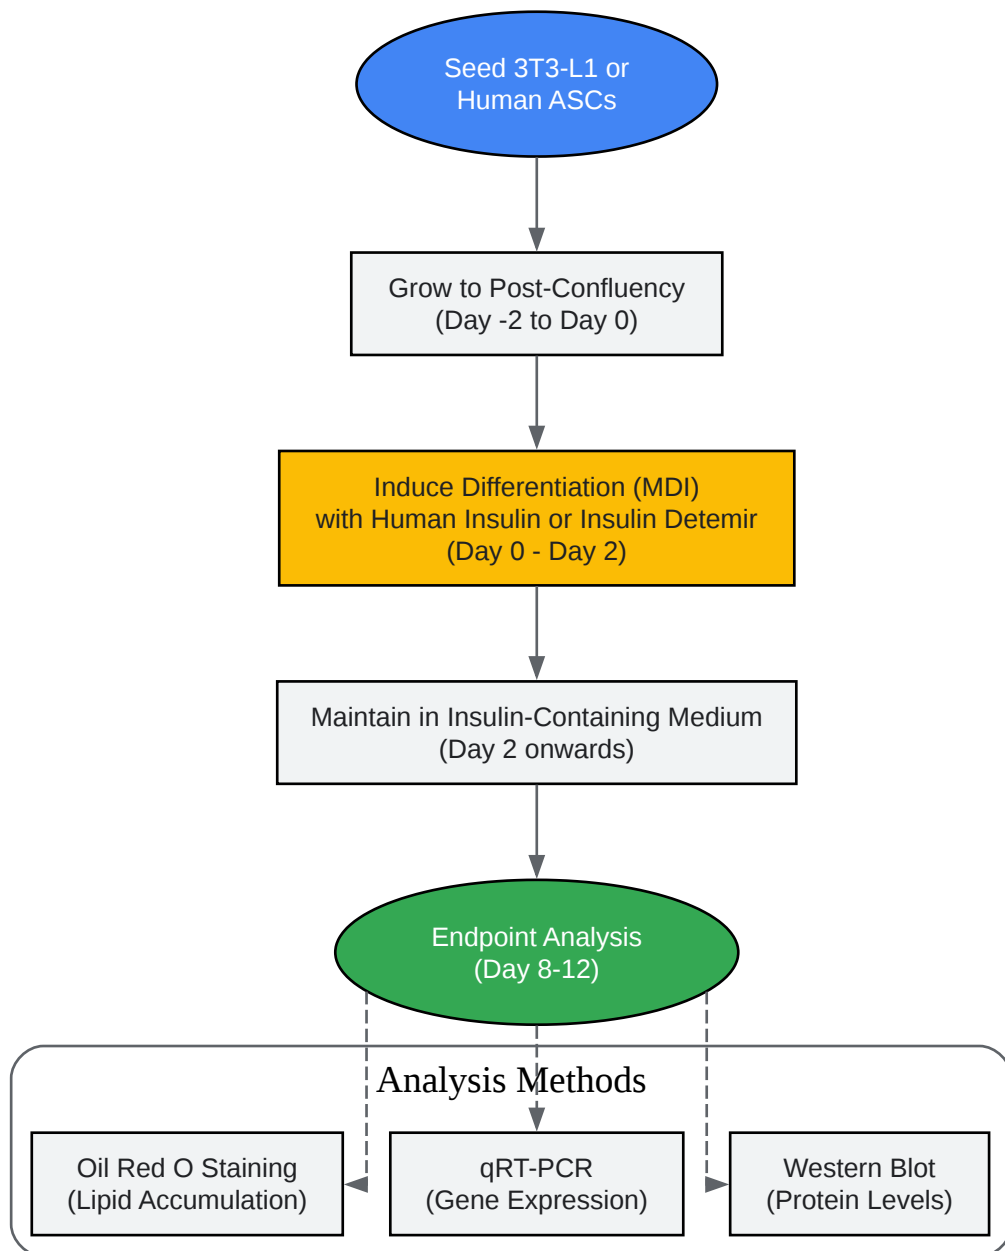 Seed 3T3-L1 or
Human ASCs
Grow to Post-Confluency
(Day -2 to Day 0)
Induce Differentiation (MDI)
with Human Insulin or Insulin Detemir
(Day 0 - Day 2)
Maintain in Insulin-Containing Medium
(Day 2 onwards)
Endpoint Analysis
(Day 8-12)
Analysis Methods
Oil Red O Staining
(Lipid Accumulation)
qRT-PCR
(Gene Expression)
Western Blot
(Protein Levels)